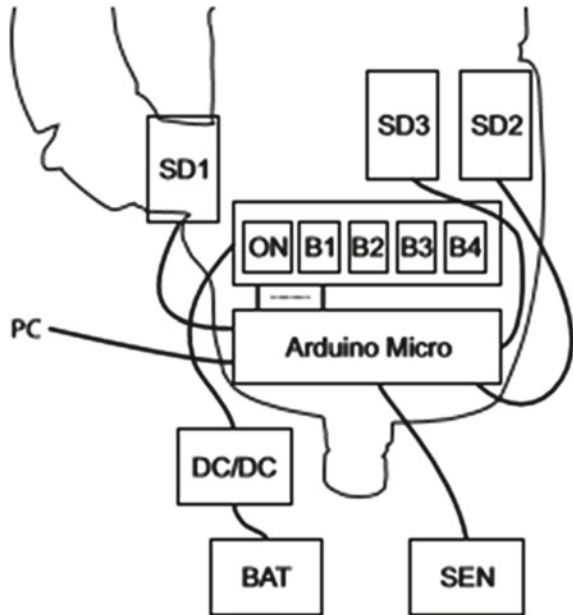 SD1
SD3 SD2
ON B1 B2 B3 B4
PC
Arduino Micro
DC/DC
BAT
SEN